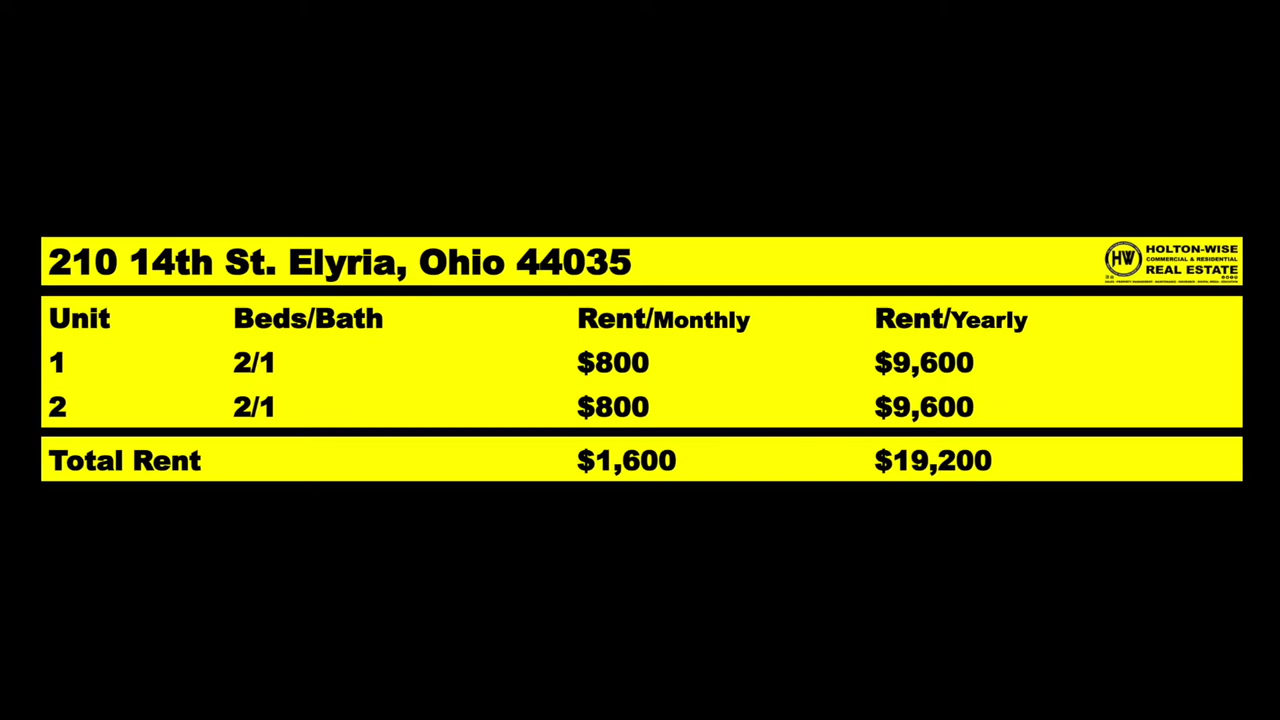 210 14th St. Elyria, Ohio 44035
HW
HOLTON-WISE
COMMERCIAL & RESIDENTIAL
REAL ESTATE
Unit Beds/Bath Rent/Monthly Rent/Yearly
1 2/1 $800 $9,600
2 2/1 $800 $9,600
Total Rent $1,600 $19,200